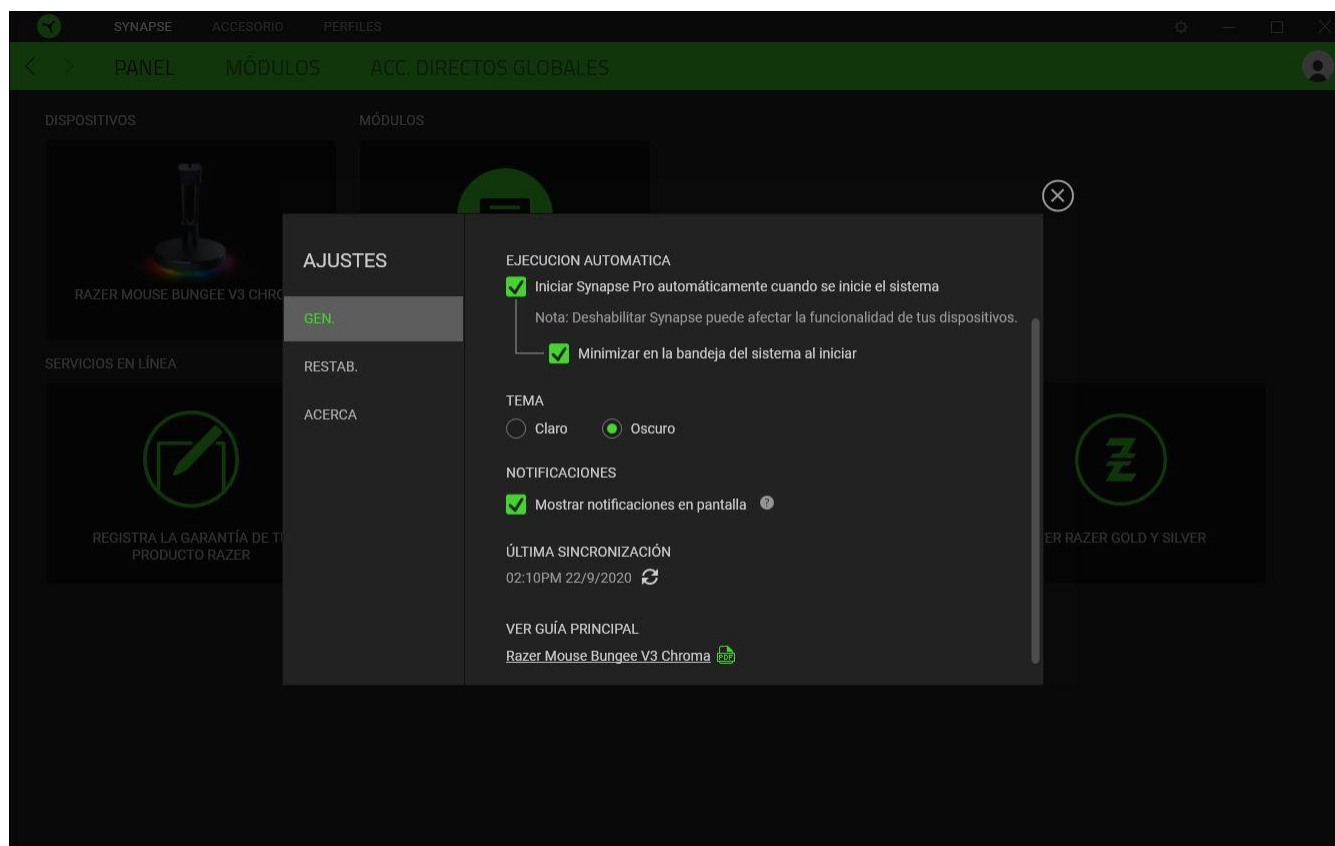 SYNAPSE ACCESORIO PERFILES
PANEL MÓDULOS ACC. DIRECTOS GLOBALES
DISPOSITIVOS MÓDULOS
RAZER MOUSE BUNGEE V3 CHRO
SERVICIOS EN LÍNEA
REGISTRA LA GARANTÍA DE TU
PRODUCTO RAZER
ER RAZER GOLD Y SILVER
AJUSTES
GEN.
RESTAB.
ACERCA
EJECUCION AUTOMATICA
Iniciar Synapse Pro automáticamente cuando se inicie el sistema
Nota: Deshabilitar Synapse puede afectar la funcionalidad de tus dispositivos.
Minimizar en la bandeja del sistema al iniciar
TEMA
Claro Oscuro
NOTIFICACIONES
Mostrar notificaciones en pantalla ?
ÚLTIMA SINCRONIZACIÓN
02:10PM 22/9/2020
VER GUÍA PRINCIPAL
Razer Mouse Bungee V3 Chroma PDF